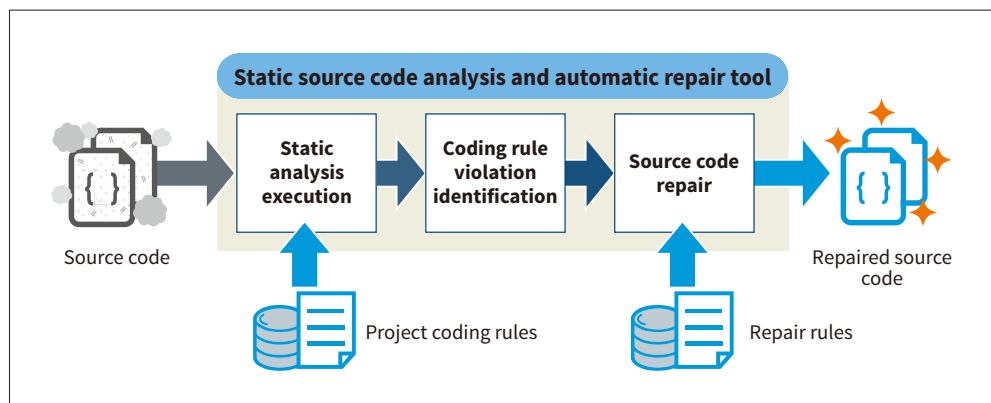 Static source code analysis and automatic repair tool
Static
analysis
execution
Coding rule
violation
identification
Source code
repair
{ }
{ }
Source code
Repaired source
code
Project coding rules
Repair rules